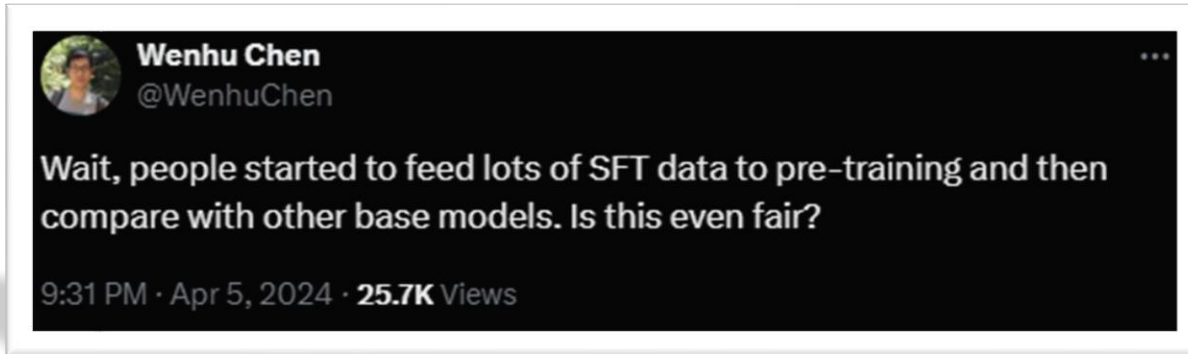 Wenhu Chen
@WenhuChen
Wait, people started to feed lots of SFT data to pre-training and then
compare with other base models. Is this even fair?
9:31 PM · Apr 5, 2024 · 25.7K Views